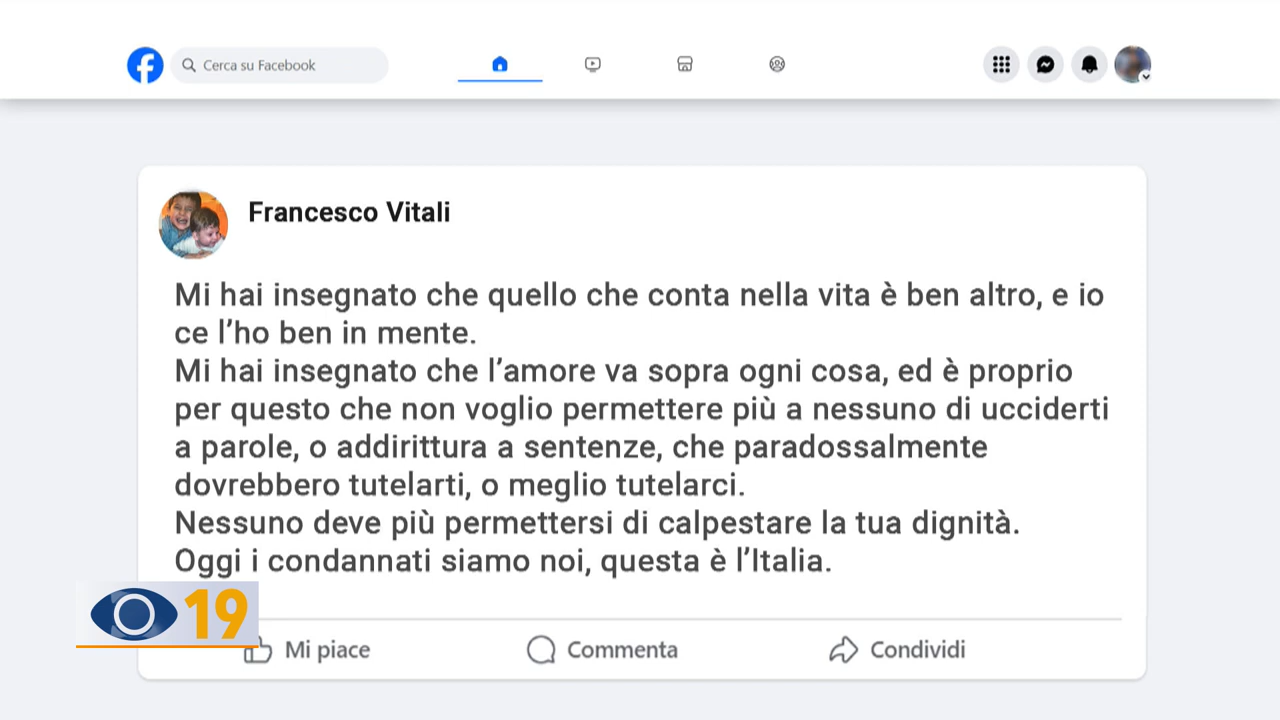 Cerca su Facebook
Francesco Vitali
Mi hai insegnato che quello che conta nella vita è ben altro, e io
ce l’ho ben in mente.
Mi hai insegnato che l’amore va sopra ogni cosa, ed è proprio
per questo che non voglio permettere più a nessuno di ucciderti
a parole, o addirittura a sentenze, che paradossalmente
dovrebbero tutelarti, o meglio tutelarci.
Nessuno deve più permettersi di calpestare la tua dignità.
Oggi i condannati siamo noi, questa è l’Italia.
19
Mi piace
Commenta
Condividi